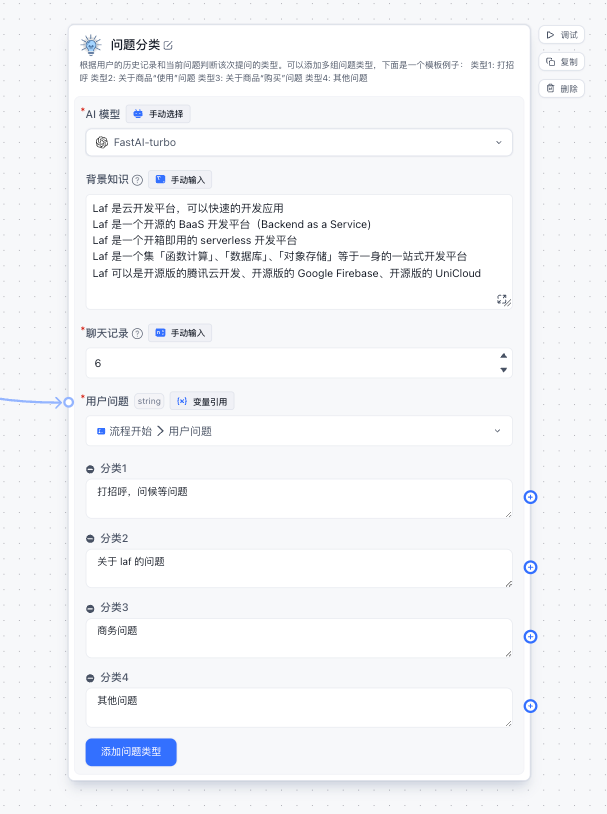 问题分类
调试
根据用户的历史记录和当前问题判断该次提问的类型。可以添加多组问题类型，下面是一个模板例子： 类型1: 打招
呼 类型2: 关于商品“使用”问题 类型3: 关于商品“购买”问题 类型4: 其他问题
复制
删除
*AI 模型 手动选择
FastAI-turbo
背景知识 手动输入
Laf 是云开发平台，可以快速的开发应用
Laf 是一个开源的 BaaS 开发平台（Backend as a Service)
Laf 是一个开箱即用的 serverless 开发平台
Laf 是一个集「函数计算」、「数据库」、「对象存储」等于一身的一站式开发平台
Laf 可以是开源版的腾讯云开发、开源版的 Google Firebase、开源版的 UniCloud
*聊天记录 手动输入
6
*用户问题 string 变量引用
流程开始 > 用户问题
分类1
打招呼，问候等问题
分类2
关于 laf 的问题
分类3
商务问题
分类4
其他问题
添加问题类型